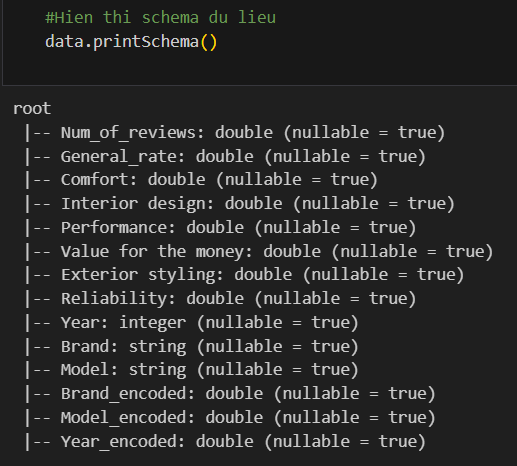 #Hien thi schema du lieu
data.printSchema()
root
|-- Num_of_reviews: double (nullable = true)
|-- General_rate: double (nullable = true)
|-- Comfort: double (nullable = true)
|-- Interior design: double (nullable = true)
|-- Performance: double (nullable = true)
|-- Value for the money: double (nullable = true)
|-- Exterior styling: double (nullable = true)
|-- Reliability: double (nullable = true)
|-- Year: integer (nullable = true)
|-- Brand: string (nullable = true)
|-- Model: string (nullable = true)
|-- Brand_encoded: double (nullable = true)
|-- Model_encoded: double (nullable = true)
|-- Year_encoded: double (nullable = true)